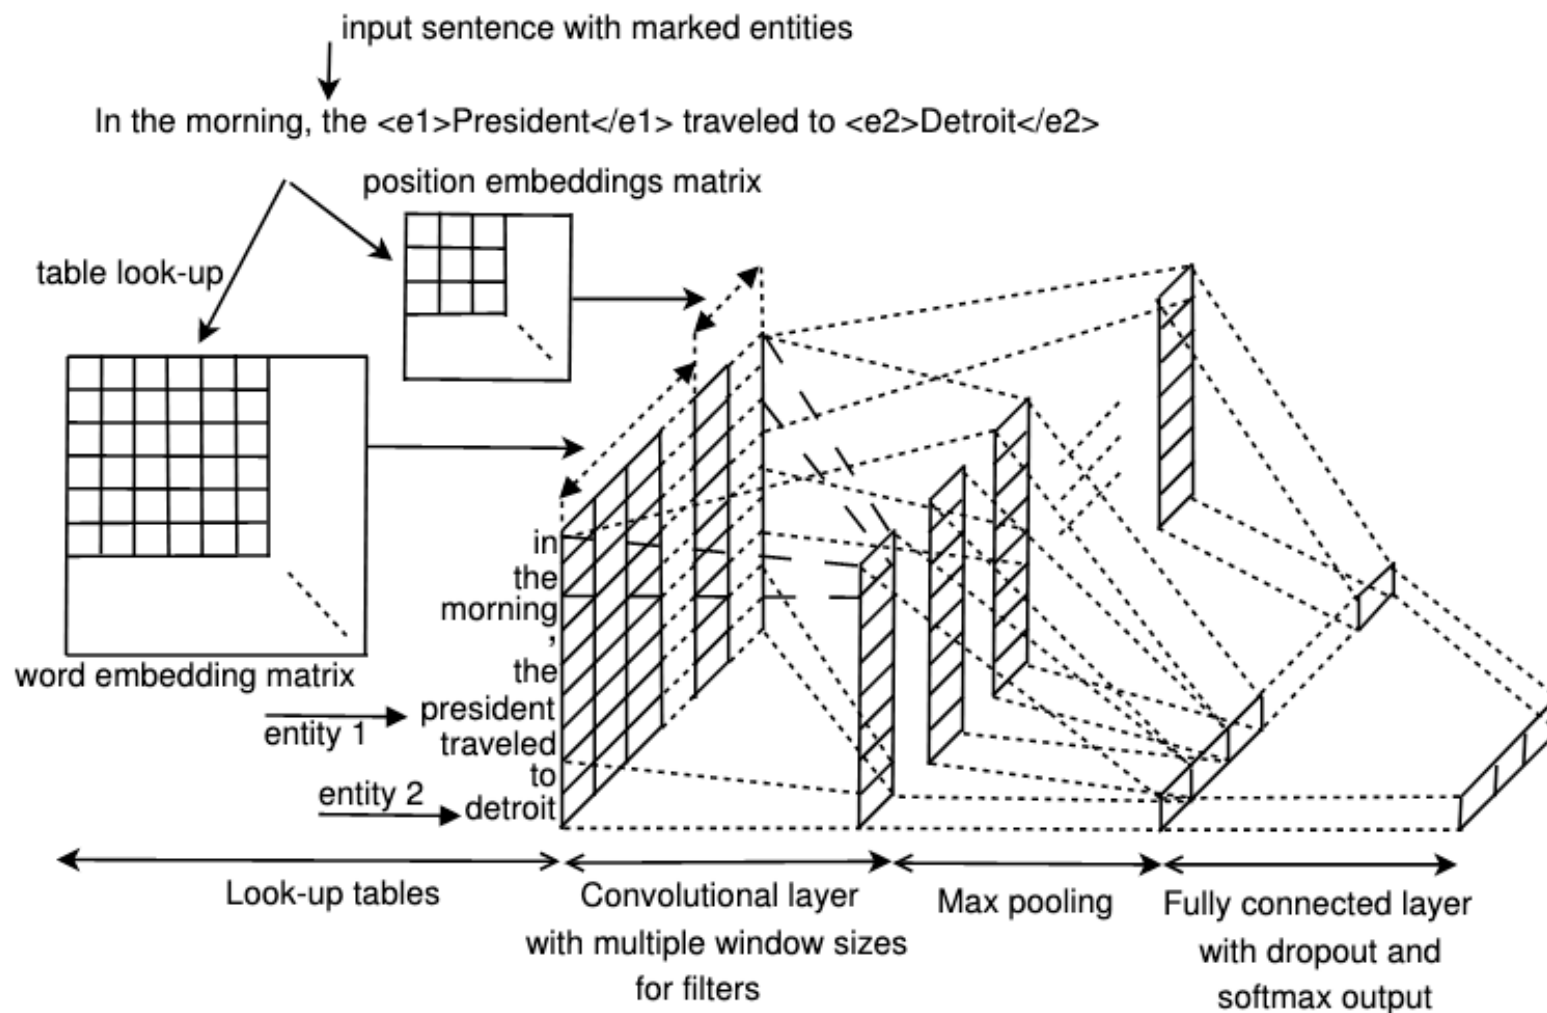 input sentence with marked entities
In the morning, the <e1>President</e1> traveled to <e2>Detroit</e2>
position embeddings matrix
table look-up
word embedding matrix
in
the
morning
,
the
president
traveled
to
detroit
entity 1
entity 2
Look-up tables
Convolutional layer
with multiple window sizes
for filters
Max pooling
Fully connected layer
with dropout and
softmax output